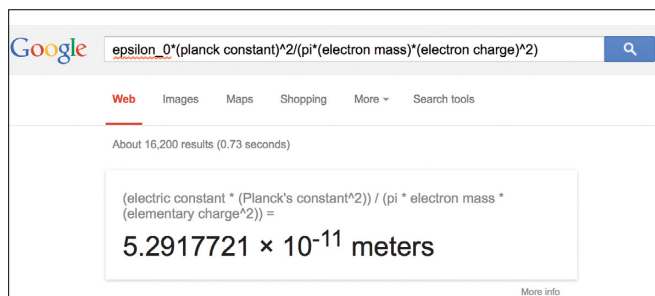 Google epsilon_0*(planck constant)^2/(pi*(electron mass)*(electron charge)^2)
Web Images Maps Shopping More Search tools
About 16,200 results (0.73 seconds)
(electric constant * (Planck's constant^2)) / (pi * electron mass *
(elementary charge^2)) =
5.2917721 × 10^-11 meters
More info